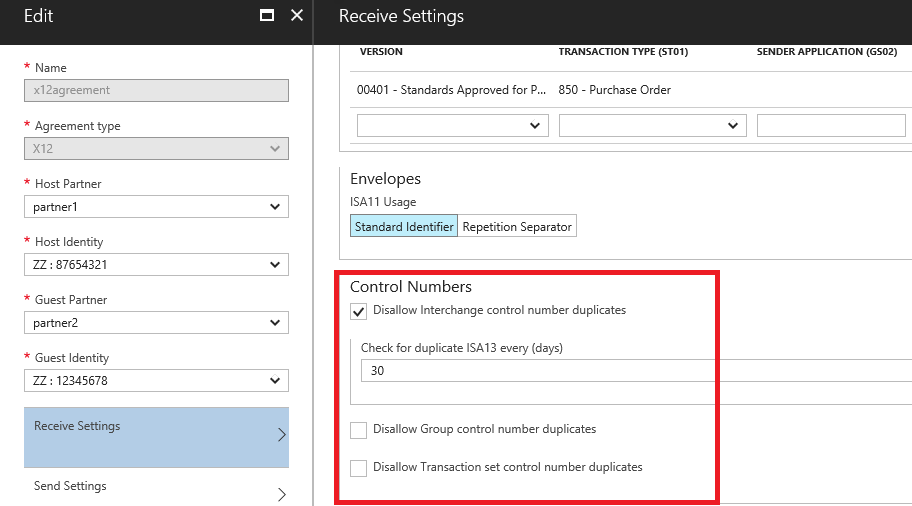 Edit
* Name
x12agreement
* Agreement type
X12
* Host Partner
partner1
* Host Identity
ZZ : 87654321
* Guest Partner
partner2
* Guest Identity
ZZ : 12345678
Receive Settings
Send Settings
Receive Settings
VERSION TRANSACTION TYPE (ST01) SENDER APPLICATION (GS02)
00401 - Standards Approved for P... 850 - Purchase Order
Envelopes
ISA11 Usage
Standard Identifier Repetition Separator
Control Numbers
Disallow Interchange control number duplicates
Check for duplicate ISA13 every (days)
30
Disallow Group control number duplicates
Disallow Transaction set control number duplicates